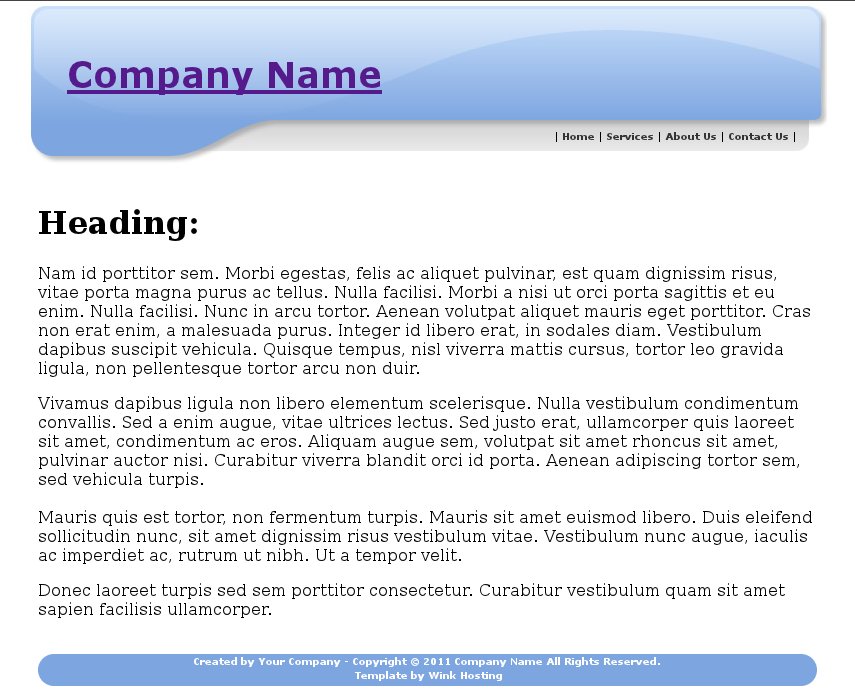 Company Name
| Home | Services | About Us | Contact Us |
Heading:
Nam id porttitor sem. Morbi egestas, felis ac aliquet pulvinar, est quam dignissim risus,
vitae porta magna purus ac tellus. Nulla facilisi. Morbi a nisi ut orci porta sagittis et eu
enim. Nulla facilisi. Nunc in arcu tortor. Aenean volutpat aliquet mauris eget porttitor. Cras
non erat enim, a malesuada purus. Integer id libero erat, in sodales diam. Vestibulum
dapibus suscipit vehicula. Quisque tempus, nisl viverra mattis cursus, tortor leo gravida
ligula, non pellentesque tortor arcu non duir.
Vivamus dapibus ligula non libero elementum scelerisque. Nulla vestibulum condimentum
convallis. Sed a enim augue, vitae ultrices lectus. Sed justo erat, ullamcorper quis laoreet
sit amet, condimentum ac eros. Aliquam augue sem, volutpat sit amet rhoncus sit amet,
pulvinar auctor nisi. Curabitur viverra blandit orci id porta. Aenean adipiscing tortor sem,
sed vehicula turpis.
Mauris quis est tortor, non fermentum turpis. Mauris sit amet euismod libero. Duis eleifend
sollicitudin nunc, sit amet dignissim risus vestibulum vitae. Vestibulum nunc augue, iaculis
ac imperdiet ac, rutrum ut nibh. Ut a tempor velit.
Donec laoreet turpis sed sem porttitor consectetur. Curabitur vestibulum quam sit amet
sapien facilisis ullamcorper.
Created by Your Company - Copyright © 2011 Company Name All Rights Reserved.
Template by Wink Hosting